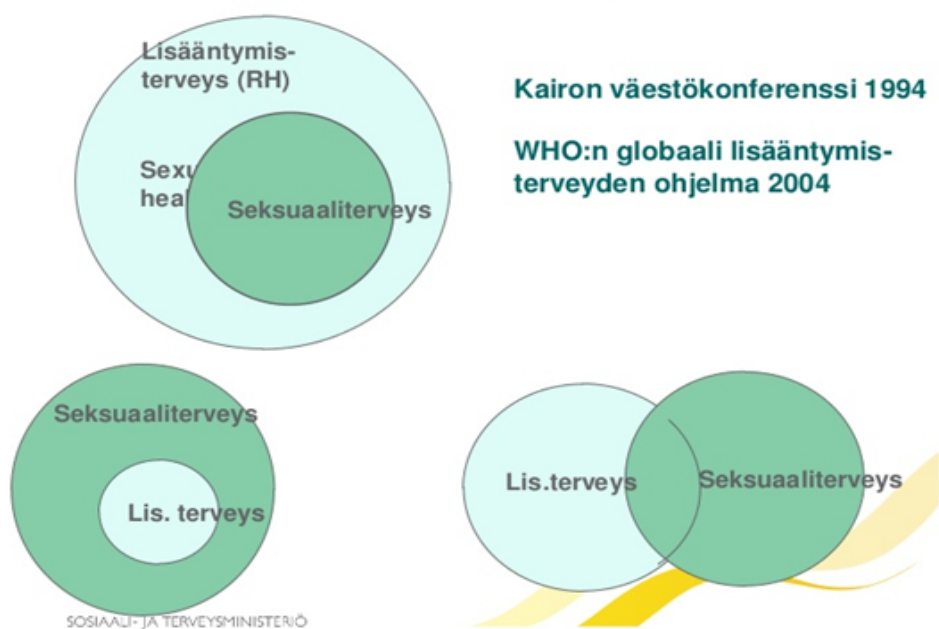 Lisääntymis-
terveys (RH)
Kairon väestökonferenssi 1994
WHO:n globaali lisääntymis-
terveyden ohjelma 2004
Seksuaaliterveys
Seksuaaliterveys
Lis. terveys
Lis.terveys
Seksuaaliterveys
SOSIAALI- JA TERVEYSMINISTERIÖ